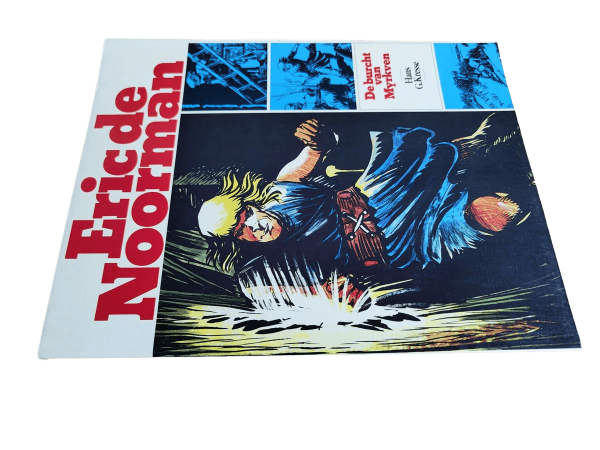 Eric de
Noorman
De burcht
van
Myrkven
Hans
G. Kresse